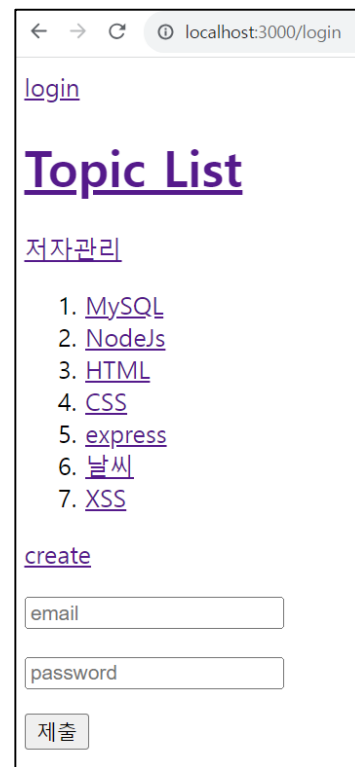 localhost:3000/login
login
Topic List
저자관리
1. MySQL
2. NodeJs
3. HTML
4. CSS
5. express
6. 날씨
7. XSS
create
email
password
제출